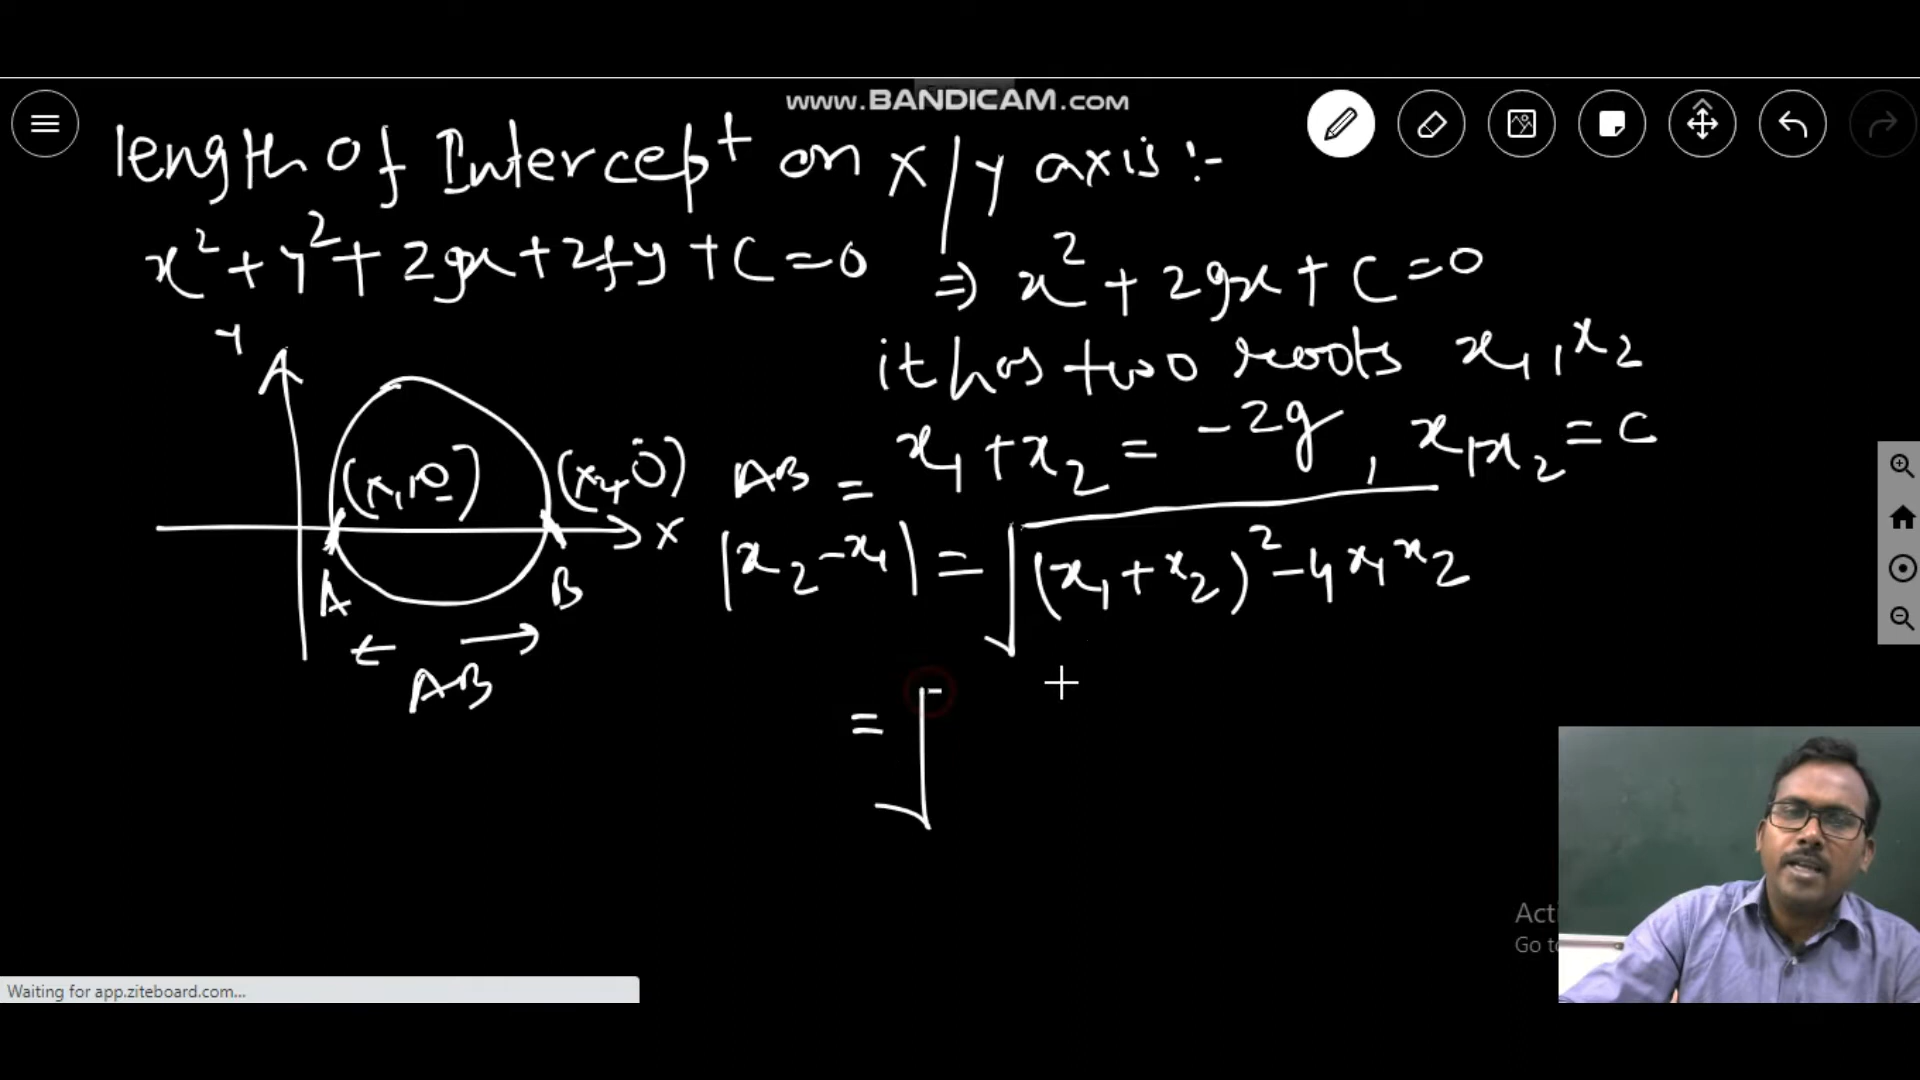 www.BANDICAM.com
length of Intercept on x/y axis :-
x² + y² + 2gx + 2fy + C = 0
⇒ x² + 2gx + C = 0
it has two roots x₁, x₂
x₁ + x₂ = -2g, x₁x₂ = C
Y
(x₁, 0)
(x₂, 0)
X
A
B
AB
AB =
|x₂ - x₁| = √(x₁ + x₂)² - 4x₁x₂
= √
Waiting for app.ziteboard.com...